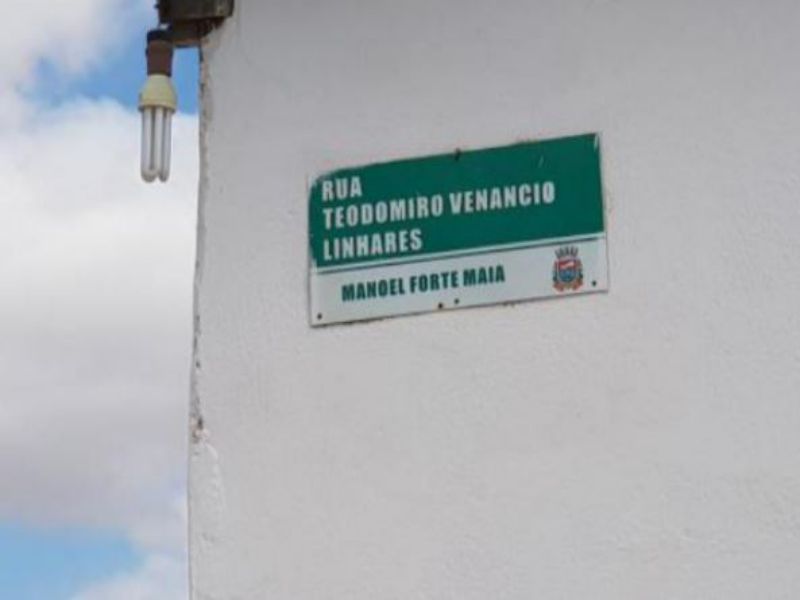 RUA
TEODOMIRO VENANCIO
LINHARES
MANOEL FORTE MAIA